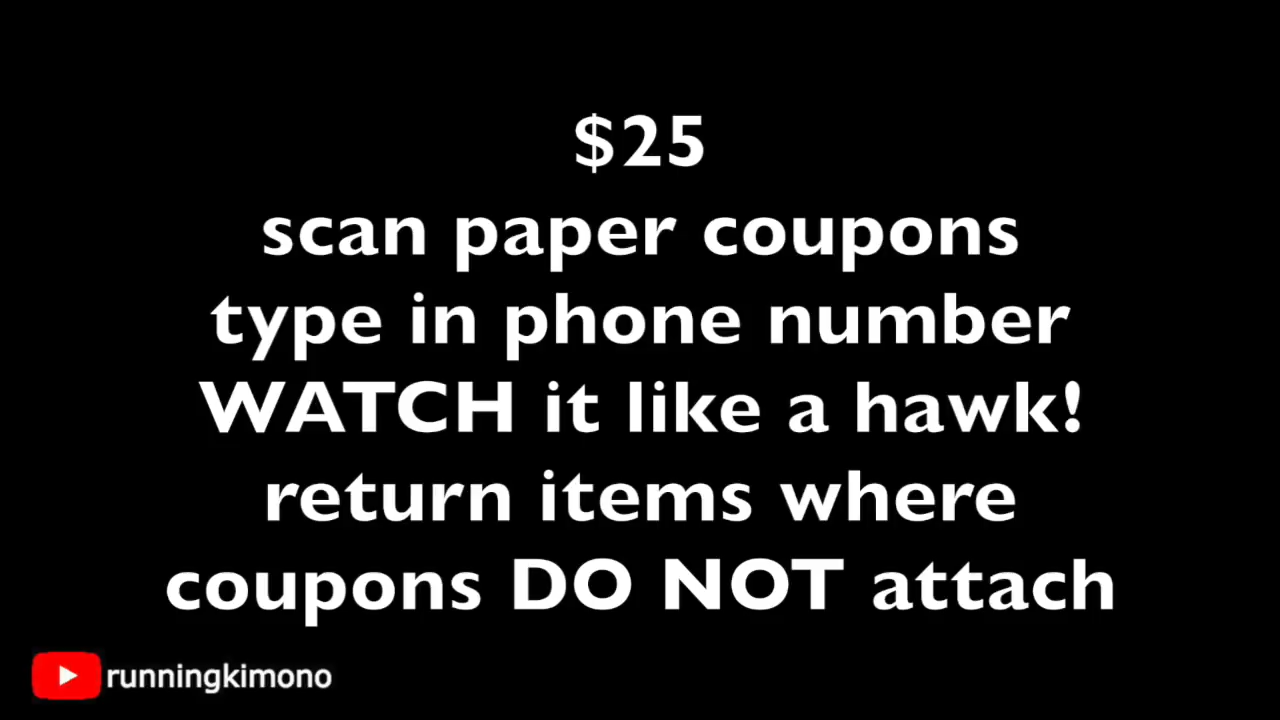 $25
scan paper coupons
type in phone number
WATCH it like a hawk!
return items where
coupons DO NOT attach
runningkimono